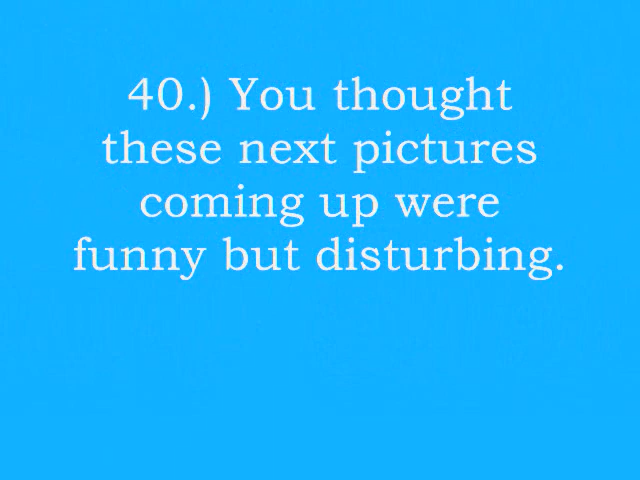 40.) You thought
these next pictures
coming up were
funny but disturbing.